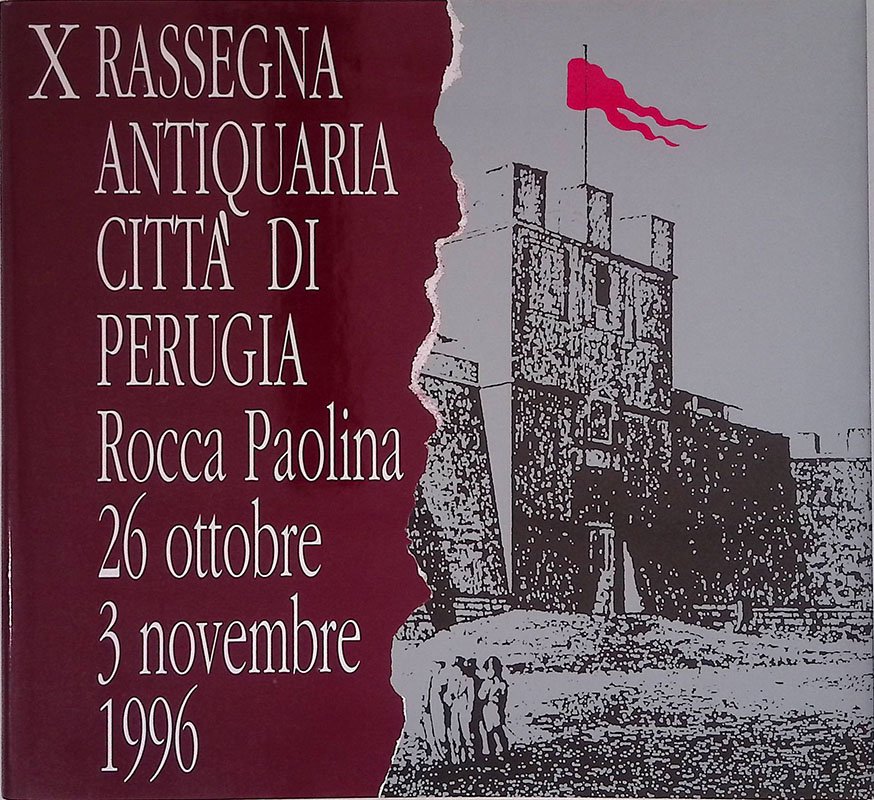 X RASSEGNA
ANTIQUARIA
CITTA' DI
PERUGIA
Rocca Paolina
26 ottobre
3 novembre
1996